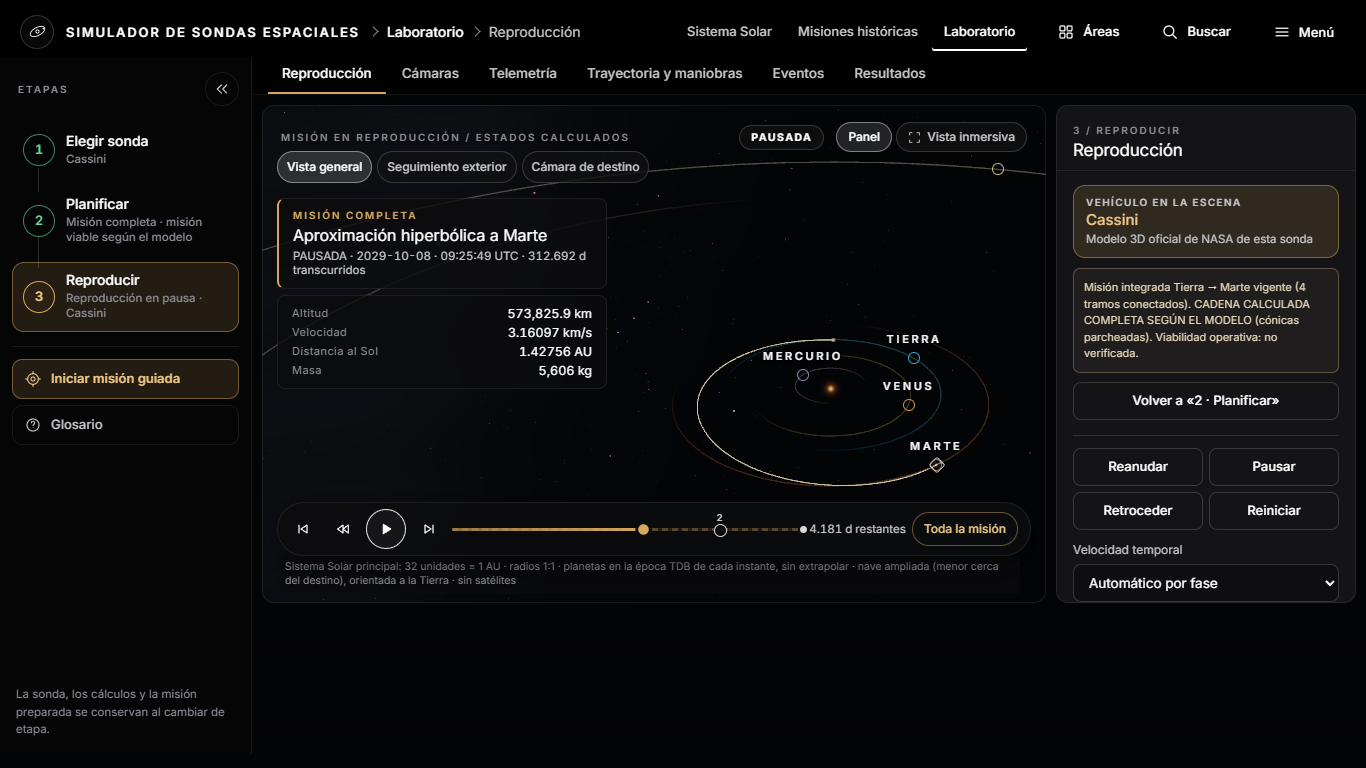 SIMULADOR DE SONDAS ESPACIALES > Laboratorio > Reproducción
Sistema Solar Misiones históricas Laboratorio Áreas Buscar Menú
ETAPAS
1 Elegir sonda
Cassini
2 Planificar
Misión completa · misión
viable según el modelo
3 Reproducir
Reproducción en pausa ·
Cassini
Iniciar misión guiada
Glosario
La sonda, los cálculos y la misión
preparada se conservan al cambiar de
etapa.
Reproducción Cámaras Telemetría Trayectoria y maniobras Eventos Resultados
MISIÓN EN REPRODUCCIÓN / ESTADOS CALCULADOS
PAUSADA Panel Vista inmersiva
Vista general Seguimiento exterior Cámara de destino
MISIÓN COMPLETA
Aproximación hiperbólica a Marte
PAUSADA · 2029-10-08 · 09:25:49 UTC · 312.692 d
transcurridos
Altitud 573,825.9 km
Velocidad 3.16097 km/s
Distancia al Sol 1.42756 AU
Masa 5,606 kg
TIERRA
MERCURIO
VENUS
MARTE
2
4.181 d restantes Toda la misión
Sistema Solar principal: 32 unidades = 1 AU · radios 1:1 · planetas en la época TDB de cada instante, sin extrapolar · nave ampliada (menor cerca
del destino), orientada a la Tierra · sin satélites
3 / REPRODUCIR
Reproducción
VEHÍCULO EN LA ESCENA
Cassini
Modelo 3D oficial de NASA de esta sonda
Misión integrada Tierra → Marte vigente (4
tramos conectados). CADENA CALCULADA
COMPLETA SEGÚN EL MODELO (cónicas
parcheadas). Viabilidad operativa: no
verificada.
Volver a «2 · Planificar»
Reanudar Pausar
Retroceder Reiniciar
Velocidad temporal
Automático por fase